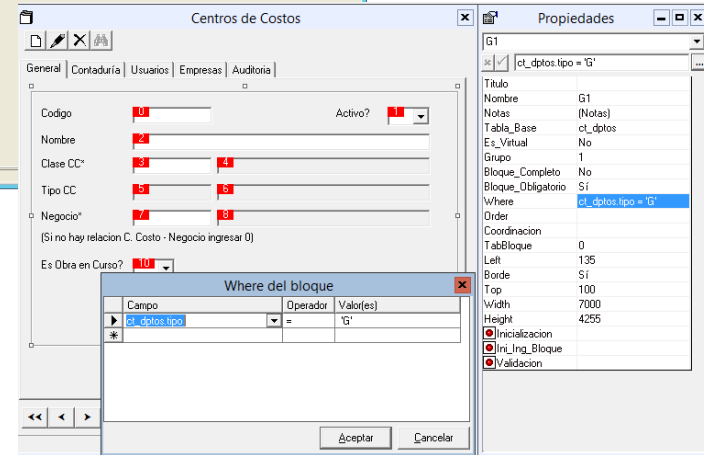 Centros de Costos
General Contaduría Usuarios Empresas Auditoria
Codigo 0 Activo? 1
Nombre 2
Clase CC* 3 4
Tipo CC 5 6
Negocio* 7 8
(Si no hay relacion C. Costo - Negocio ingresar 0)
Es Obra en Curso? 10
Where del bloque
Campo Operador Valor(es)
ct_dptos.tipo = 'G'
Aceptar Cancelar
Propiedades
G1
ct_dptos.tipo = 'G'
Titulo
Nombre G1
Notas (Notas)
Tabla_Base ct_dptos
Es_Virtual No
Grupo 1
Bloque_Completo No
Bloque_Obligatorio Sí
Where ct_dptos.tipo = 'G'
Order
Coordinacion
TabBloque 0
Left 135
Borde Sí
Top 100
Width 7000
Height 4255
Inicializacion
Ini_Ing_Bloque
Validacion